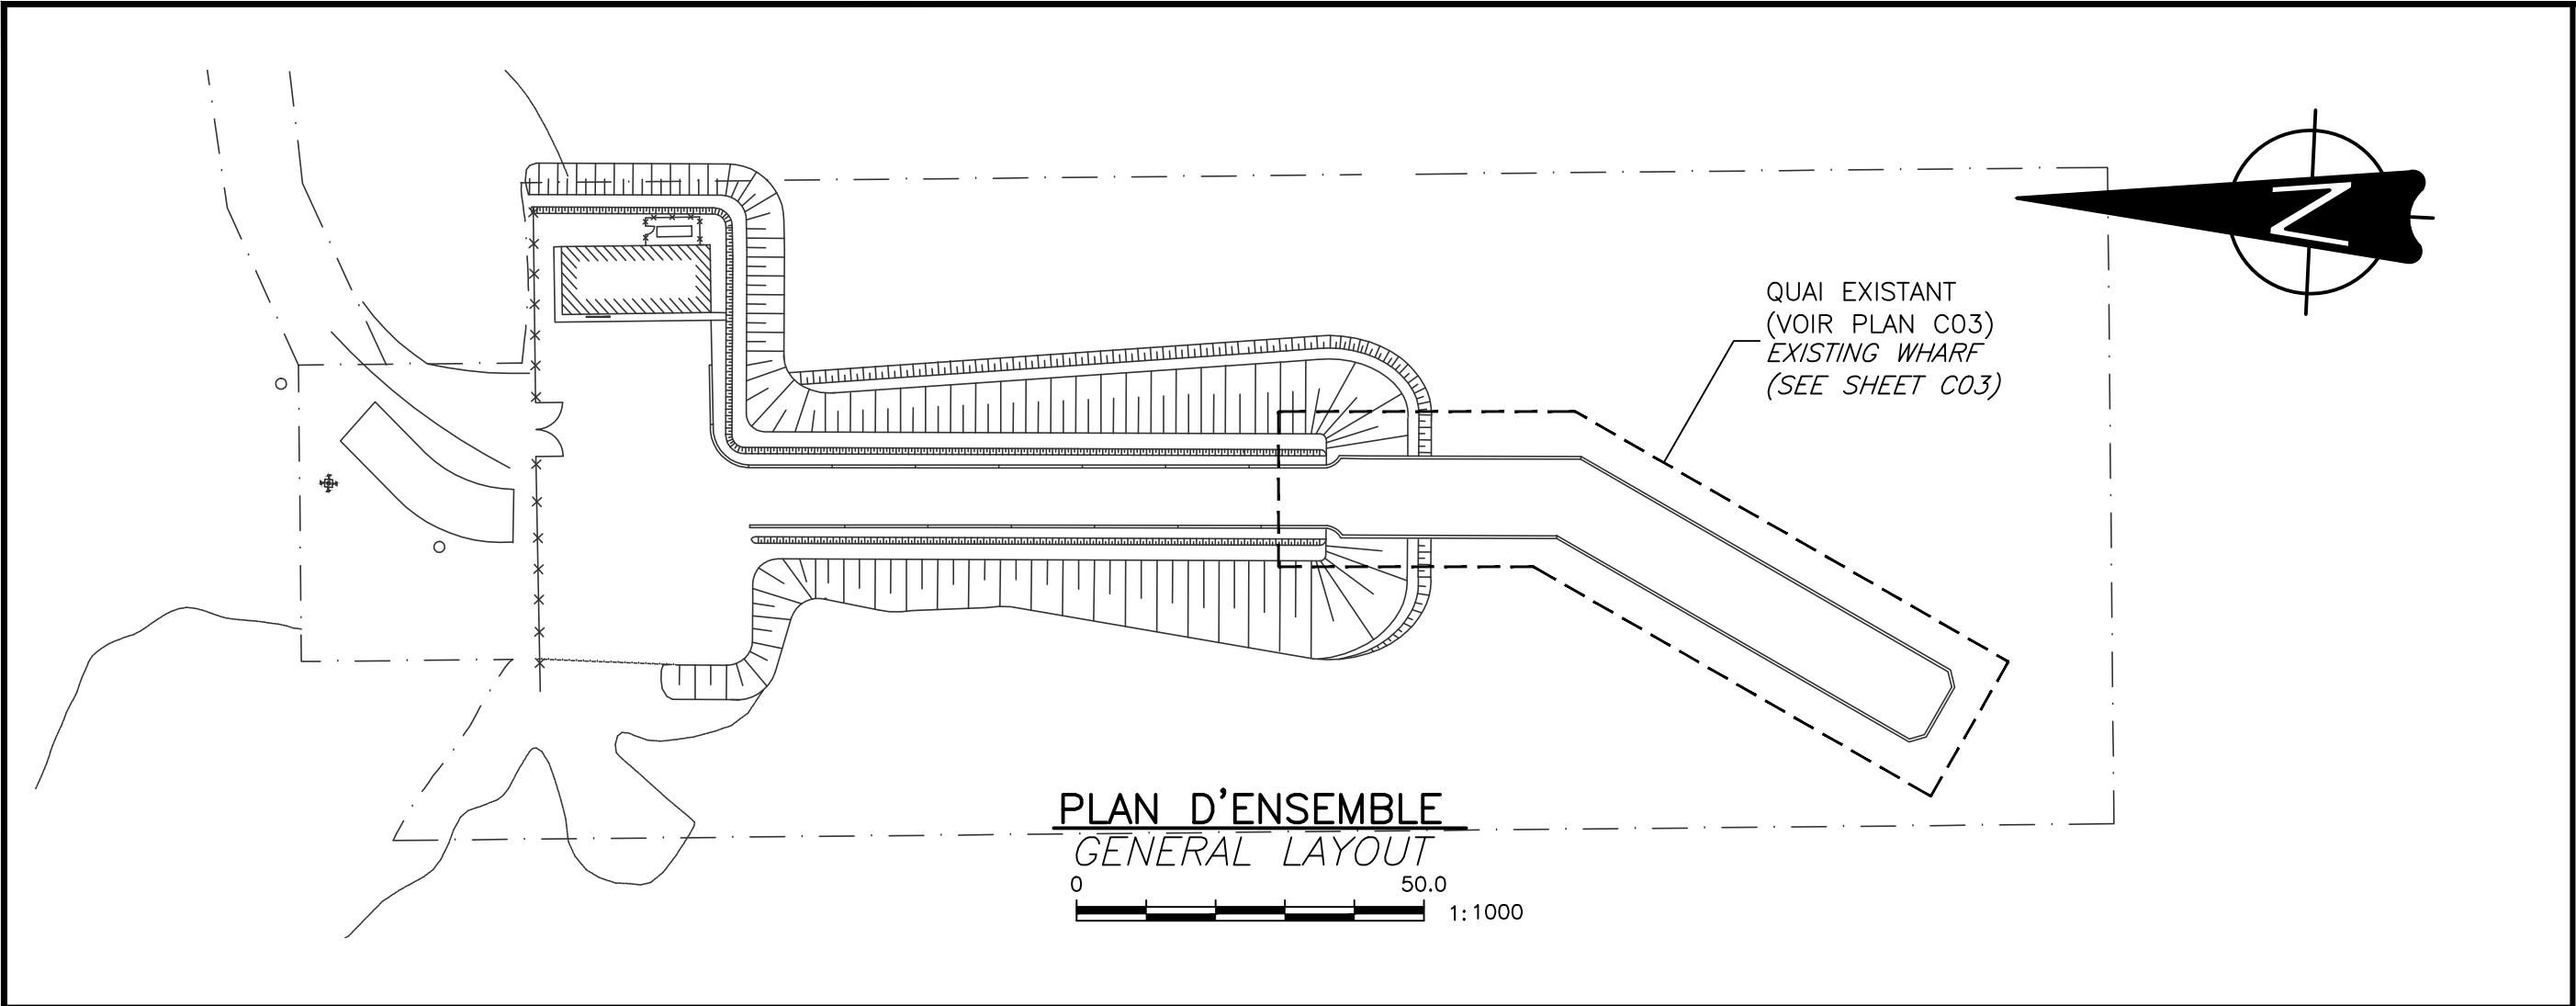 N
QUAI EXISTANT
(VOIR PLAN C03)
EXISTING WHARF
(SEE SHEET C03)
PLAN D'ENSEMBLE
GENERAL LAYOUT
0 50.0
1:1000